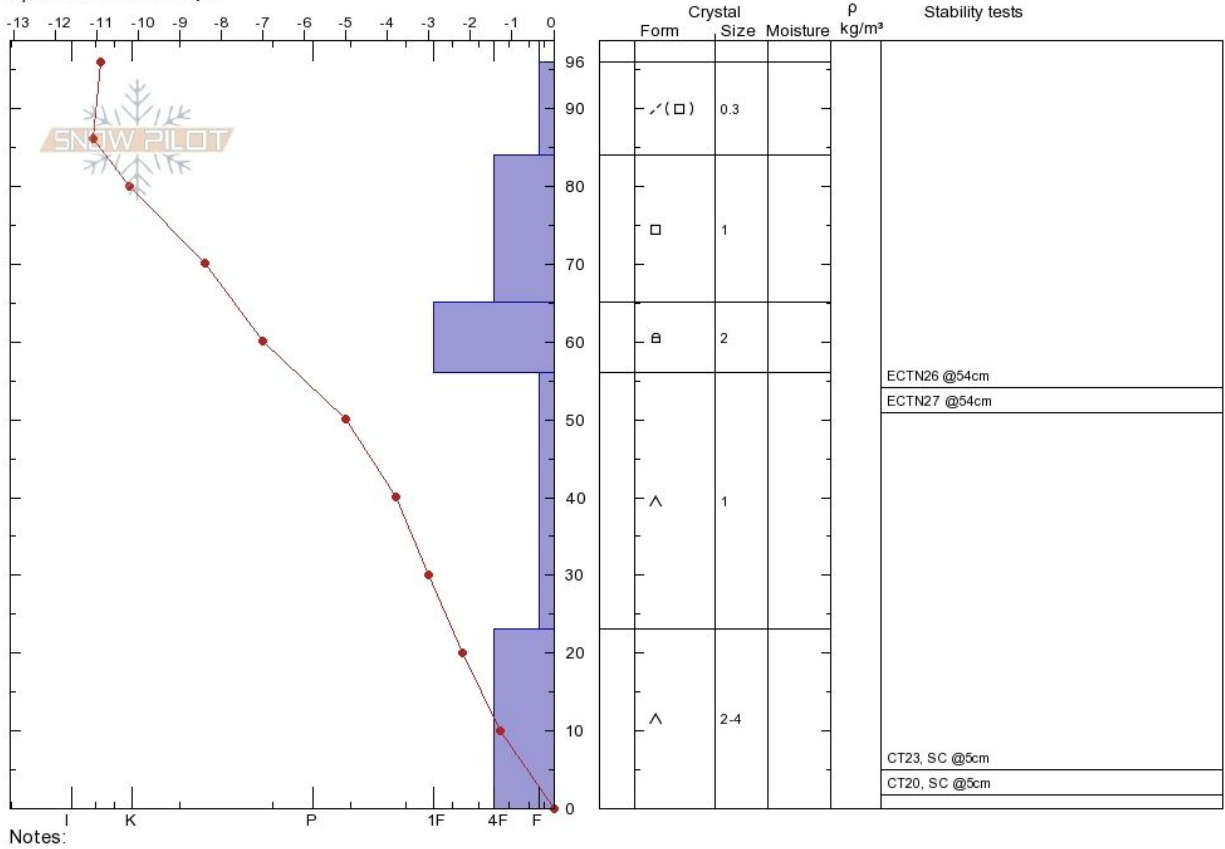 -13 -12 -11 -10 -9 -8 -7 -6 -5 -4 -3 -2 -1 0
Crystal
Form Size Moisture
ρ
kg/m³
Stability tests
SNOW PILOT
96
90
80
70
60
50
40
30
20
10
0
0.3
1
2
1
2-4
ECTN26 @54cm
ECTN27 @54cm
CT23, SC @5cm
CT20, SC @5cm
I K P 1F 4F F
Notes: